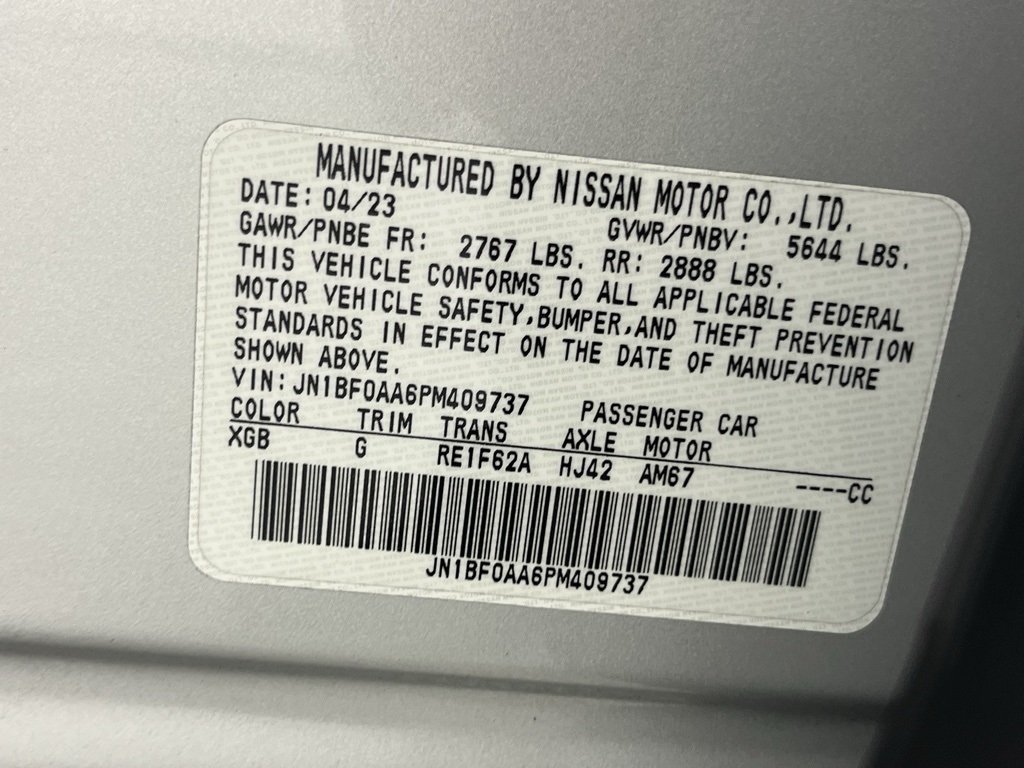 MANUFACTURED BY NISSAN MOTOR CO.,LTD.
DATE: 04/23 GVWR/PNBV: 5644 LBS.
GAWR/PNBE FR: 2767 LBS. RR: 2888 LBS.
THIS VEHICLE CONFORMS TO ALL APPLICABLE FEDERAL
MOTOR VEHICLE SAFETY,BUMPER,AND THEFT PREVENTION
STANDARDS IN EFFECT ON THE DATE OF MANUFACTURE
SHOWN ABOVE.
VIN: JN1BF0AA6PM409737 PASSENGER CAR
COLOR TRIM TRANS AXLE MOTOR
XGB G RE1F62A HJ42 AM67 ----CC
JN1BF0AA6PM409737